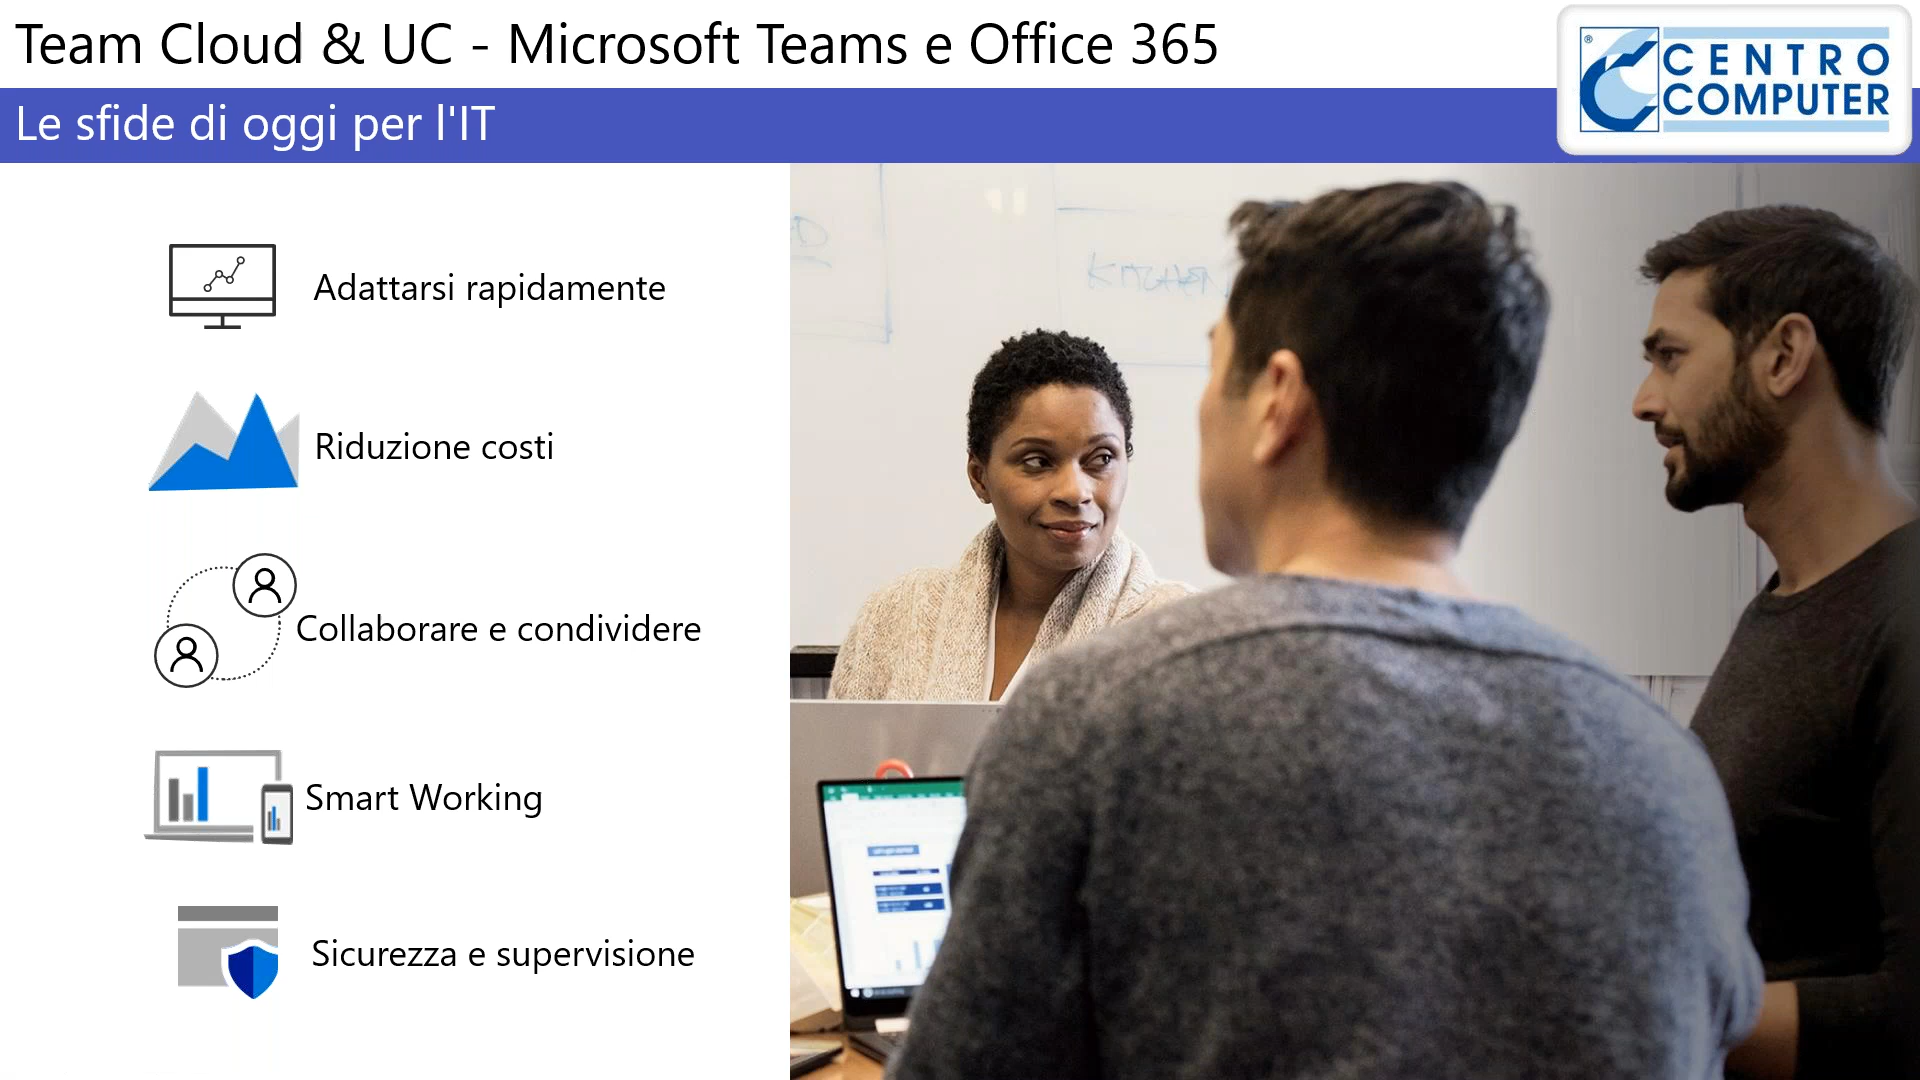 Team Cloud & UC - Microsoft Teams e Office 365
Le sfide di oggi per l'IT
® CENTRO
COMPUTER
Adattarsi rapidamente
Riduzione costi
Collaborare e condividere
Smart Working
Sicurezza e supervisione
KITCHEN